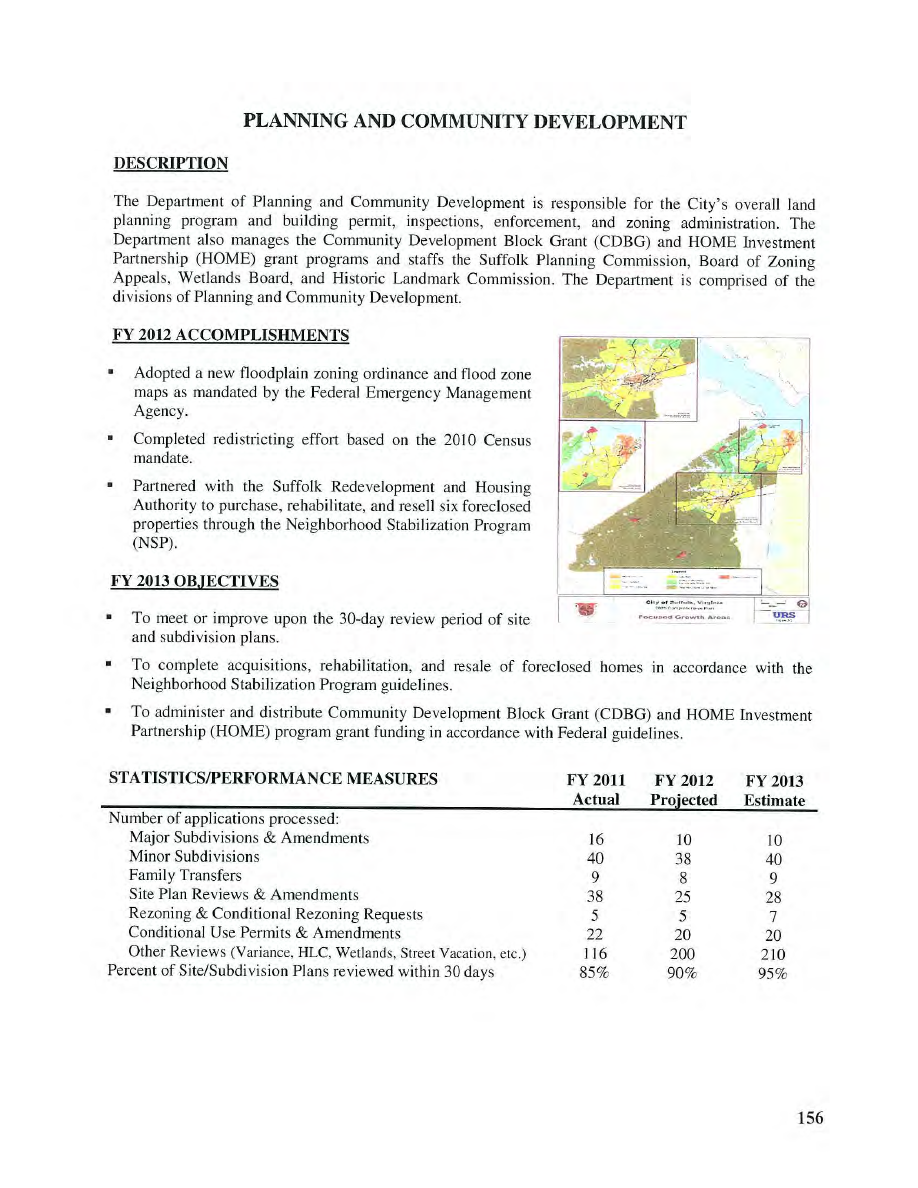 PLANNING AND COMMUNITY DEVELOPMENT
DESCRIPTION
The Department of Planning and Community Development is responsible for the City's overall land
planning program and building permit, inspections, enforcement, and zoning administration. The
Department also manages the Community Development Block Grant (CDBG) and HOME Investment
Partnership (HOME) grant programs and staffs the Suffolk Planning Commission, Board of Zoning
Appeals, Wetlands Board, and Historic Landmark Commission. The Department is comprised of the
divisions of Planning and Community Development.
FY 2012 ACCOMPLISHMENTS
▪ Adopted a new floodplain zoning ordinance and flood zone
maps as mandated by the Federal Emergency Management
Agency.
▪ Completed redistricting effort based on the 2010 Census
mandate.
▪ Partnered with the Suffolk Redevelopment and Housing
Authority to purchase, rehabilitate, and resell six foreclosed
properties through the Neighborhood Stabilization Program
(NSP).
Legend
City of Suffolk, Virginia
Focused Growth Areas
URS
FY 2013 OBJECTIVES
▪ To meet or improve upon the 30-day review period of site
and subdivision plans.
▪ To complete acquisitions, rehabilitation, and resale of foreclosed homes in accordance with the
Neighborhood Stabilization Program guidelines.
▪ To administer and distribute Community Development Block Grant (CDBG) and HOME Investment
Partnership (HOME) program grant funding in accordance with Federal guidelines.
STATISTICS/PERFORMANCE MEASURES FY 2011 FY 2012 FY 2013
Actual Projected Estimate
Number of applications processed:
Major Subdivisions & Amendments 16 10 10
Minor Subdivisions 40 38 40
Family Transfers 9 8 9
Site Plan Reviews & Amendments 38 25 28
Rezoning & Conditional Rezoning Requests 5 5 7
Conditional Use Permits & Amendments 22 20 20
Other Reviews (Variance, HLC, Wetlands, Street Vacation, etc.) 116 200 210
Percent of Site/Subdivision Plans reviewed within 30 days 85% 90% 95%
156